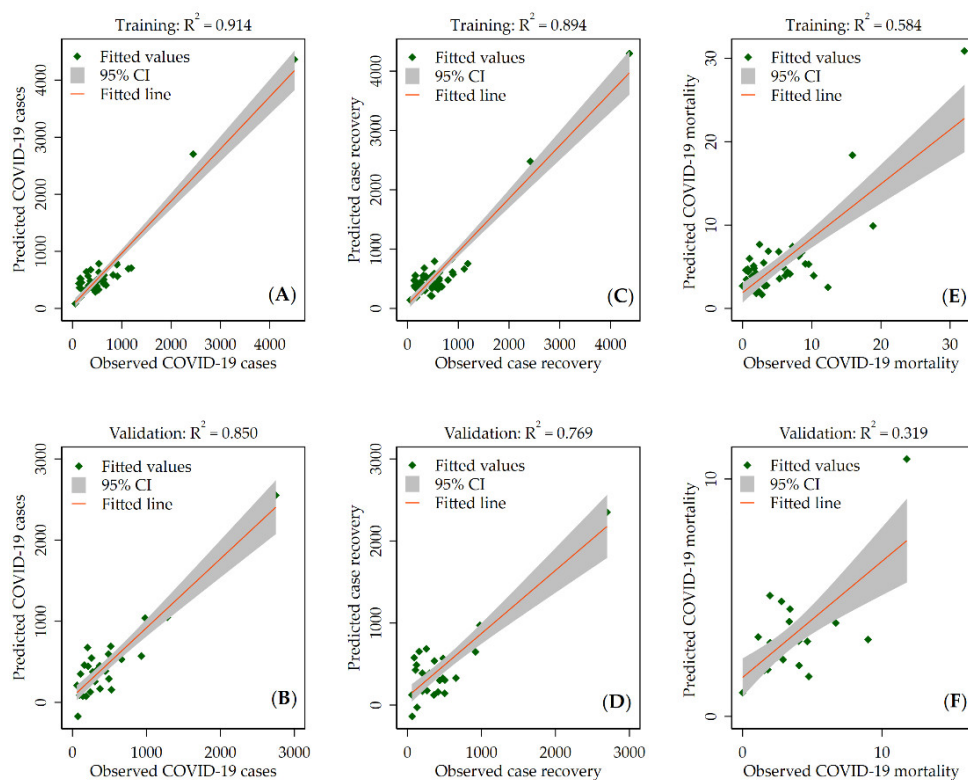 Training: R² = 0.914
Fitted values
95% CI
Fitted line
Predicted COVID-19 cases
4000
3000
2000
1000
0
(A)
0 1000 2000 3000 4000
Observed COVID-19 cases
Training: R² = 0.894
Fitted values
95% CI
Fitted line
Predicted case recovery
4000
3000
2000
1000
0
(C)
0 1000 2000 3000 4000
Observed case recovery
Training: R² = 0.584
Fitted values
95% CI
Fitted line
Predicted COVID-19 mortality
30
20
10
0
(E)
0 10 20 30
Observed COVID-19 mortality
Validation: R² = 0.850
Fitted values
95% CI
Fitted line
Predicted COVID-19 cases
3000
2000
1000
0
(B)
0 1000 2000 3000
Observed COVID-19 cases
Validation: R² = 0.769
Fitted values
95% CI
Fitted line
Predicted case recovery
3000
2000
1000
0
(D)
0 1000 2000 3000
Observed case recovery
Validation: R² = 0.319
Fitted values
95% CI
Fitted line
Predicted COVID-19 mortality
10
0
(F)
0 10
Observed COVID-19 mortality